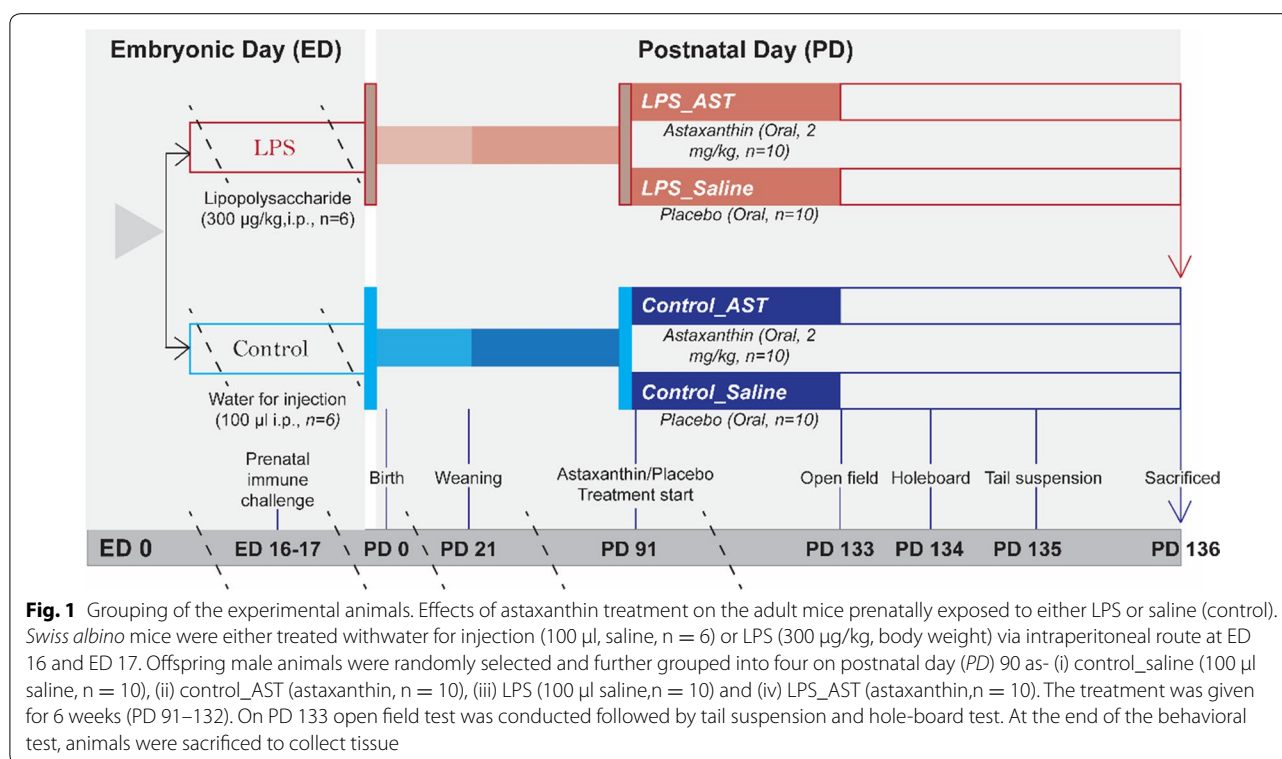 Embryonic Day (ED)
Postnatal Day (PD)
LPS
Lipopolysaccharide
(300 µg/kg,i.p., n=6)
LPS_AST
Astaxanthin (Oral, 2
mg/kg, n=10)
LPS_Saline
Placebo (Oral, n=10)
Control
Water for injection
(100 µl i.p., n=6)
Control_AST
Astaxanthin (Oral, 2
mg/kg, n=10)
Control_Saline
Placebo (Oral, n=10)
Prenatal
immune
challenge
Birth
Weaning
Astaxanthin/Placebo
Treatment start
Open field
Holeboard
Tail suspension
Sacrificed
ED 0
ED 16-17
PD 0
PD 21
PD 91
PD 133
PD 134
PD 135
PD 136
Fig. 1 Grouping of the experimental animals. Effects of astaxanthin treatment on the adult mice prenatally exposed to either LPS or saline (control).
Swiss albino mice were either treated withwater for injection (100 µl, saline, n = 6) or LPS (300 µg/kg, body weight) via intraperitoneal route at ED
16 and ED 17. Offspring male animals were randomly selected and further grouped into four on postnatal day (PD) 90 as- (i) control_saline (100 µl
saline, n = 10), (ii) control_AST (astaxanthin, n = 10), (iii) LPS (100 µl saline,n = 10) and (iv) LPS_AST (astaxanthin,n = 10). The treatment was given
for 6 weeks (PD 91–132). On PD 133 open field test was conducted followed by tail suspension and hole-board test. At the end of the behavioral
test, animals were sacrificed to collect tissue